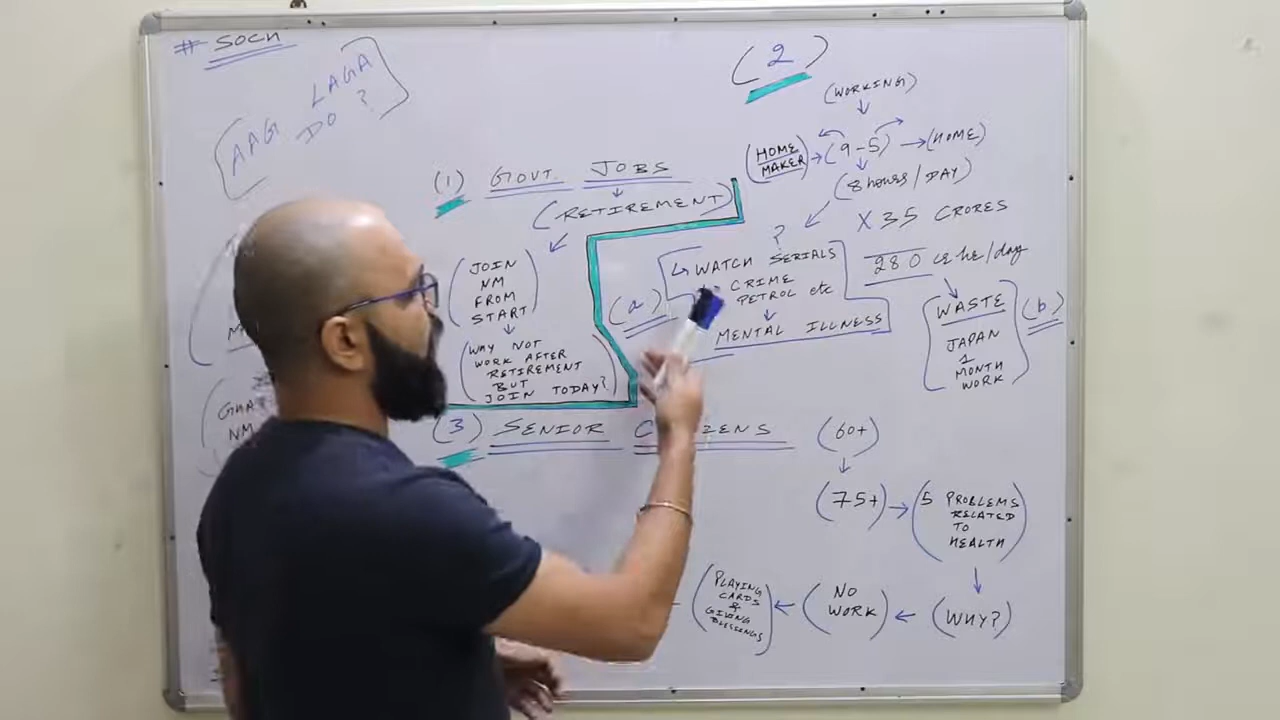 # SOCH
[AAG LAGA
DO ?]
(1) GOVT. JOBS
(RETIREMENT)
(JOIN
NM
FROM
START)
(WHY NOT
WORK AFTER
RETIREMENT
BUT
JOIN TODAY?)
(2)
(WORKING)
(HOME
MAKER)
(9-5)
(HOME)
(8 HOURS/DAY)
X 35 CRORES
280 cr hr/day
?
WATCH SERIALS
CRIME
PETROL etc
MENTAL ILLNESS
(a)
[WASTE
JAPAN
1
MONTH
WORK]
(b)
(3) SENIOR CITIZENS
(60+)
(75+)
(5 PROBLEMS
RELATED
TO
HEALTH)
(WHY?)
(NO
WORK)
(PLAYING
CARDS
&
GIVING
BLESSINGS)
NM